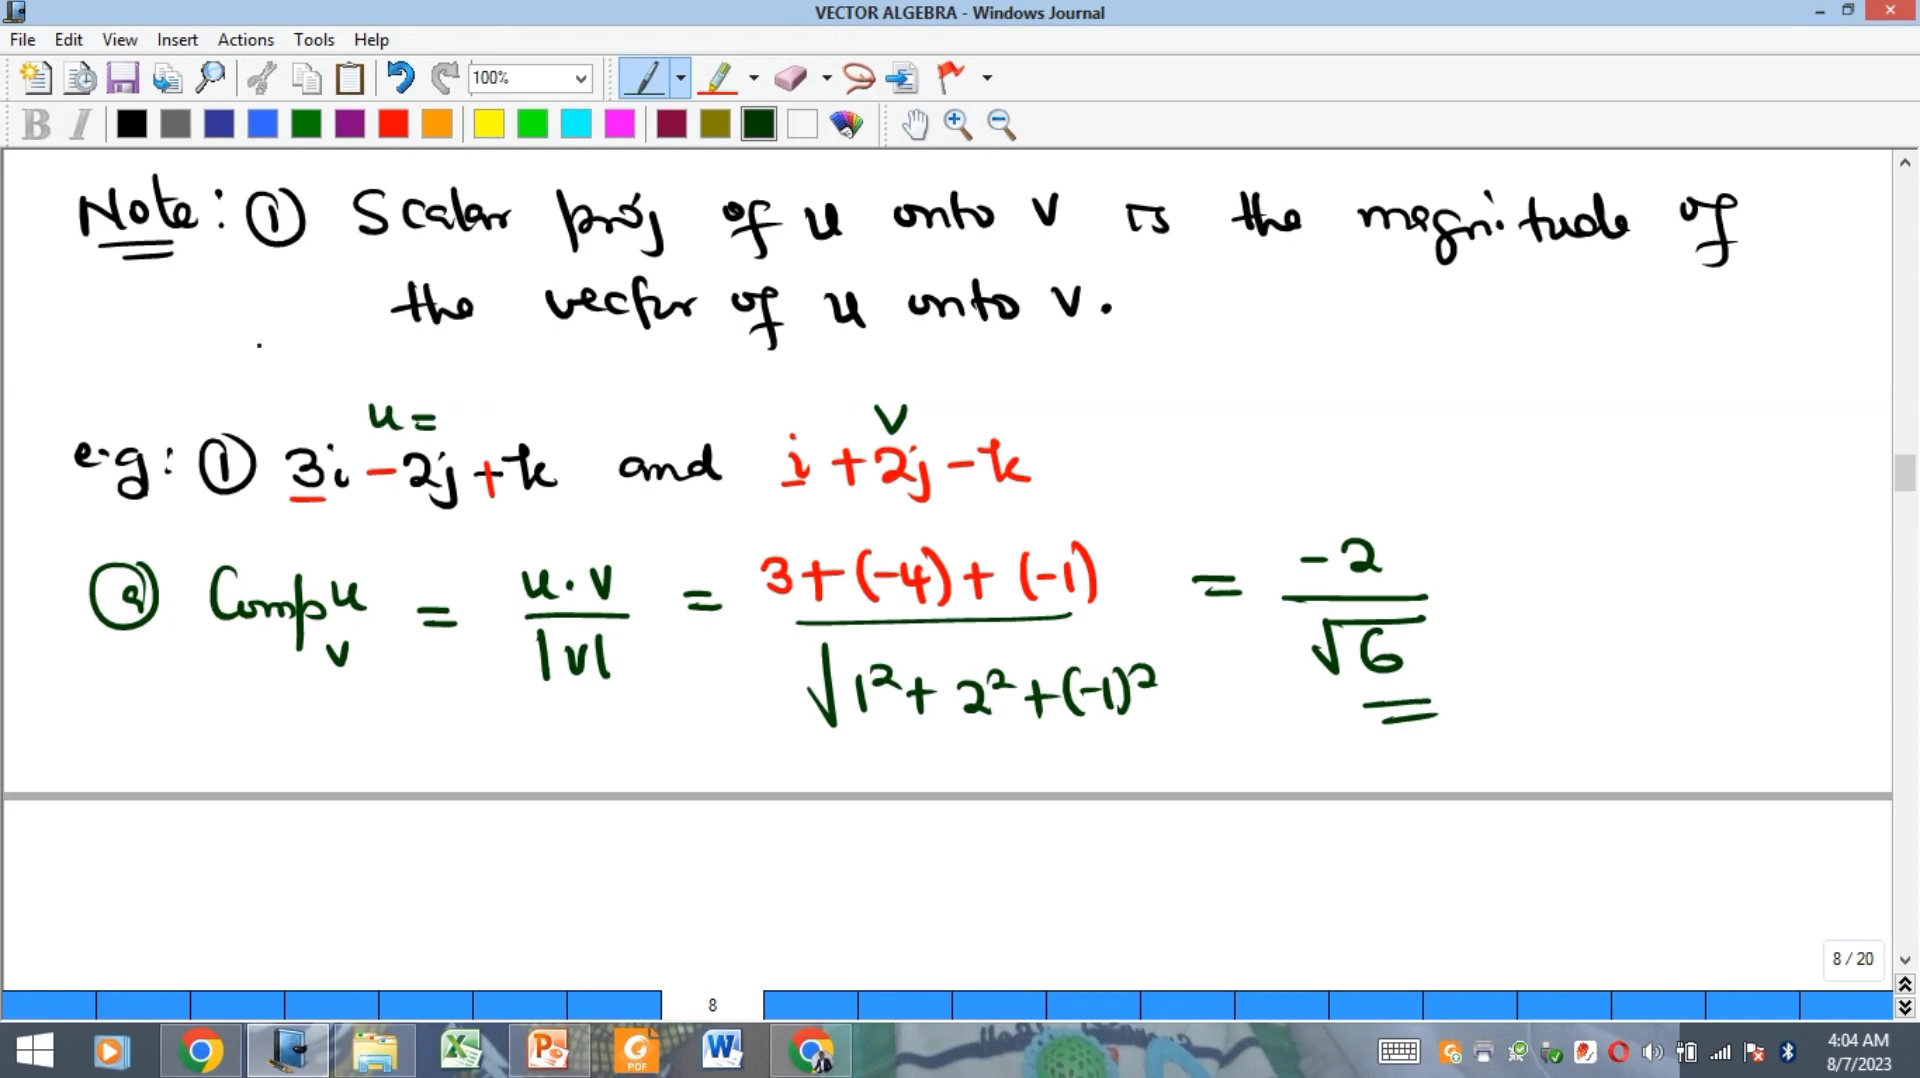 VECTOR ALGEBRA - Windows Journal
File Edit View Insert Actions Tools Help
100%
B I
Note: ① Scalar proj of u onto v is the magnitude of
the vector of u onto v.
u= v
e.g: ① 3i - 2j + k and i + 2j - k
ⓐ Comp_v u = u·v / |v| = 3+(-4)+(-1) / √1²+2²+(-1)² = -2 / √6
8 / 20
8
PDF
4:04 AM
8/7/2023